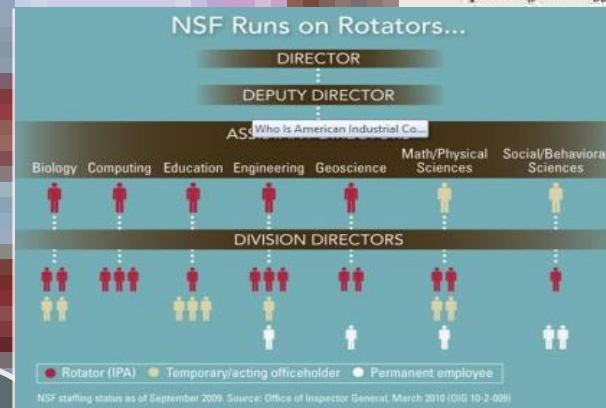 NSF Runs on Rotators...
DIRECTOR
DEPUTY DIRECTOR
Who Is American Industrial Co...
Math/Physical Social/Behaviora
Biology Computing Education Engineering Geoscience Sciences Sciences
DIVISION DIRECTORS
Rotator (IPA) Temporary/acting officeholder Permanent employee
NSF staffing status as of September 2009. Source: Office of Inspector General, March 2010 (OIG 10-2-009)